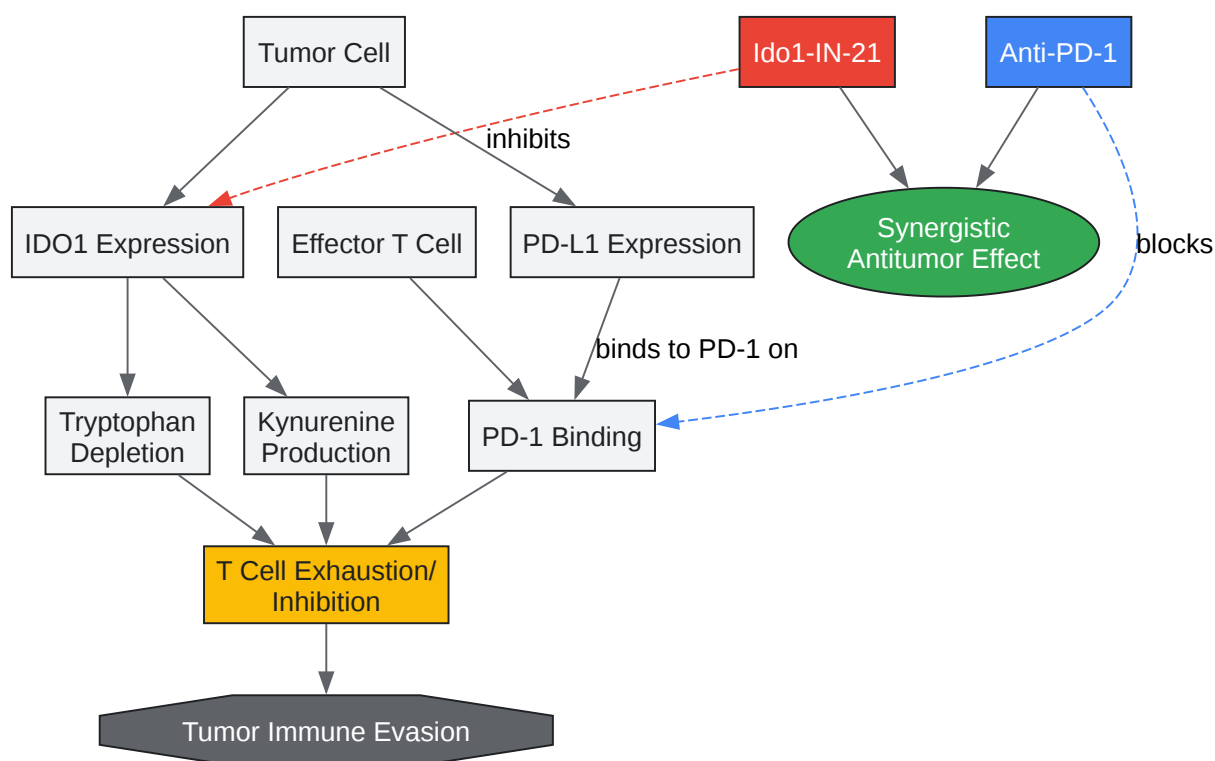 Tumor Cell
Ido1-IN-21
Anti-PD-1
inhibits
IDO1 Expression
Effector T Cell
PD-L1 Expression
Synergistic
Antitumor Effect
blocks
binds to PD-1 on
Tryptophan
Depletion
Kynurenine
Production
PD-1 Binding
T Cell Exhaustion/
Inhibition
Tumor Immune Evasion